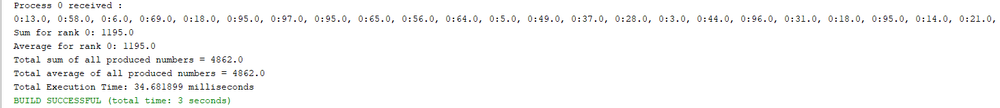 Process 0 received :
0:13.0, 0:58.0, 0:6.0, 0:69.0, 0:18.0, 0:95.0, 0:97.0, 0:95.0, 0:65.0, 0:56.0, 0:64.0, 0:5.0, 0:49.0, 0:37.0, 0:28.0, 0:3.0, 0:44.0, 0:96.0, 0:31.0, 0:18.0, 0:95.0, 0:14.0, 0:21.0,
Sum for rank 0: 1195.0
Average for rank 0: 1195.0
Total sum of all produced numbers = 4862.0
Total average of all produced numbers = 4862.0
Total Execution Time: 34.681899 milliseconds
BUILD SUCCESSFUL (total time: 3 seconds)